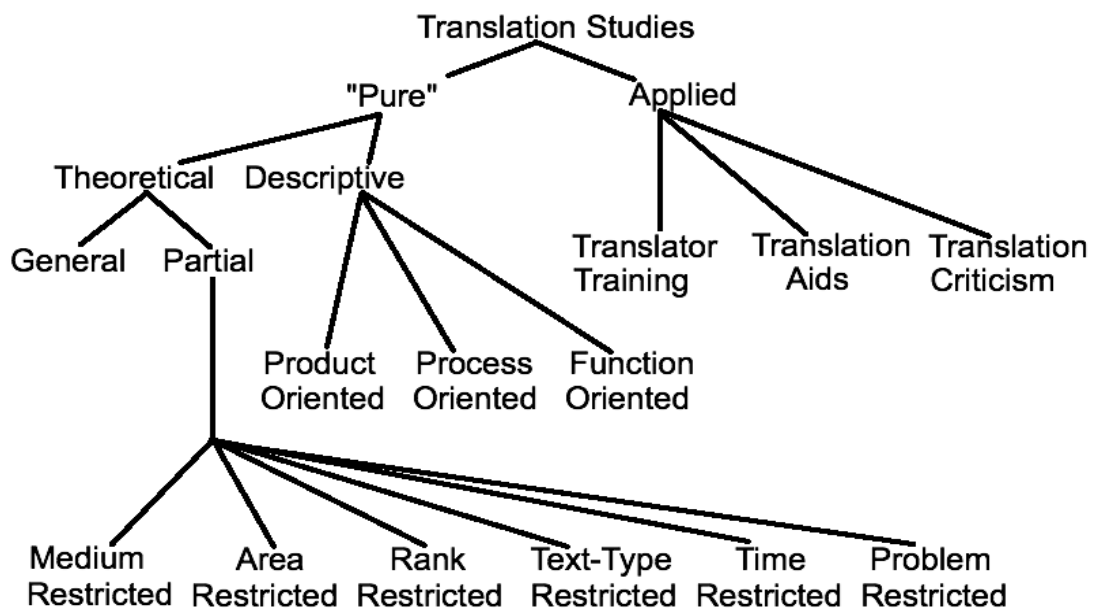 Translation Studies
"Pure"
Applied
Theoretical
Descriptive
General
Partial
Translator
Training
Translation
Aids
Translation
Criticism
Product
Oriented
Process
Oriented
Function
Oriented
Medium
Restricted
Area
Restricted
Rank
Restricted
Text-Type
Restricted
Time
Restricted
Problem
Restricted